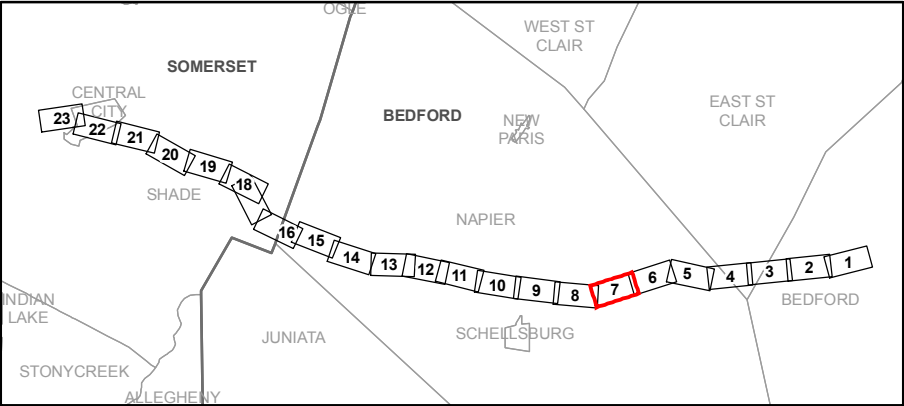 OGLE
WEST ST
CLAIR
SOMERSET
CENTRAL
CITY
EAST ST
CLAIR
BEDFORD
NEW
PARIS
23
22
21
20
19
18
SHADE
NAPIER
16
15
14
13
12
11
10
9
8
7
6
5
4
3
2
1
INDIAN
LAKE
BEDFORD
JUNIATA
SCHELLSBURG
STONYCREEK
ALLEGHENY